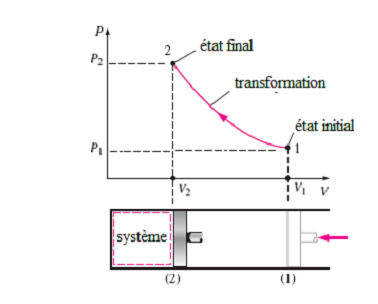 P
2
état final
P₂
transformation
état initial
P₁
1
V₂
V₁
V
système
(2)
(1)